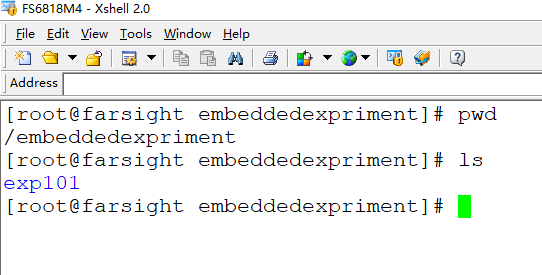 FS6818M4 - Xshell 2.0
File Edit View Tools Window Help
Address
[root@farsight embeddedexpriment]# pwd
/embeddedexpriment
[root@farsight embeddedexpriment]# ls
exp101
[root@farsight embeddedexpriment]#